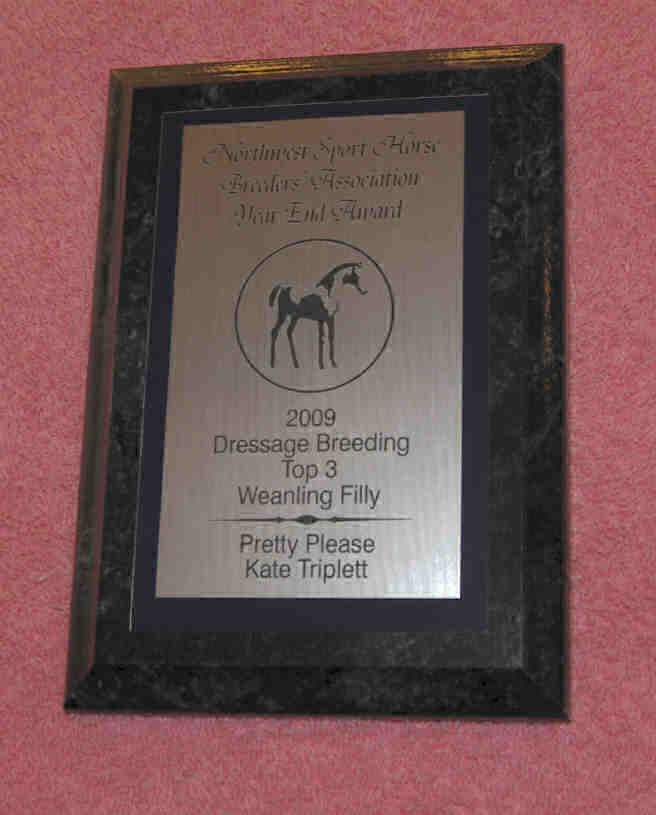 Northwest Sport Horse
Breeders' Association
Year End Award
2009
Dressage Breeding
Top 3
Weanling Filly
Pretty Please
Kate Triplett